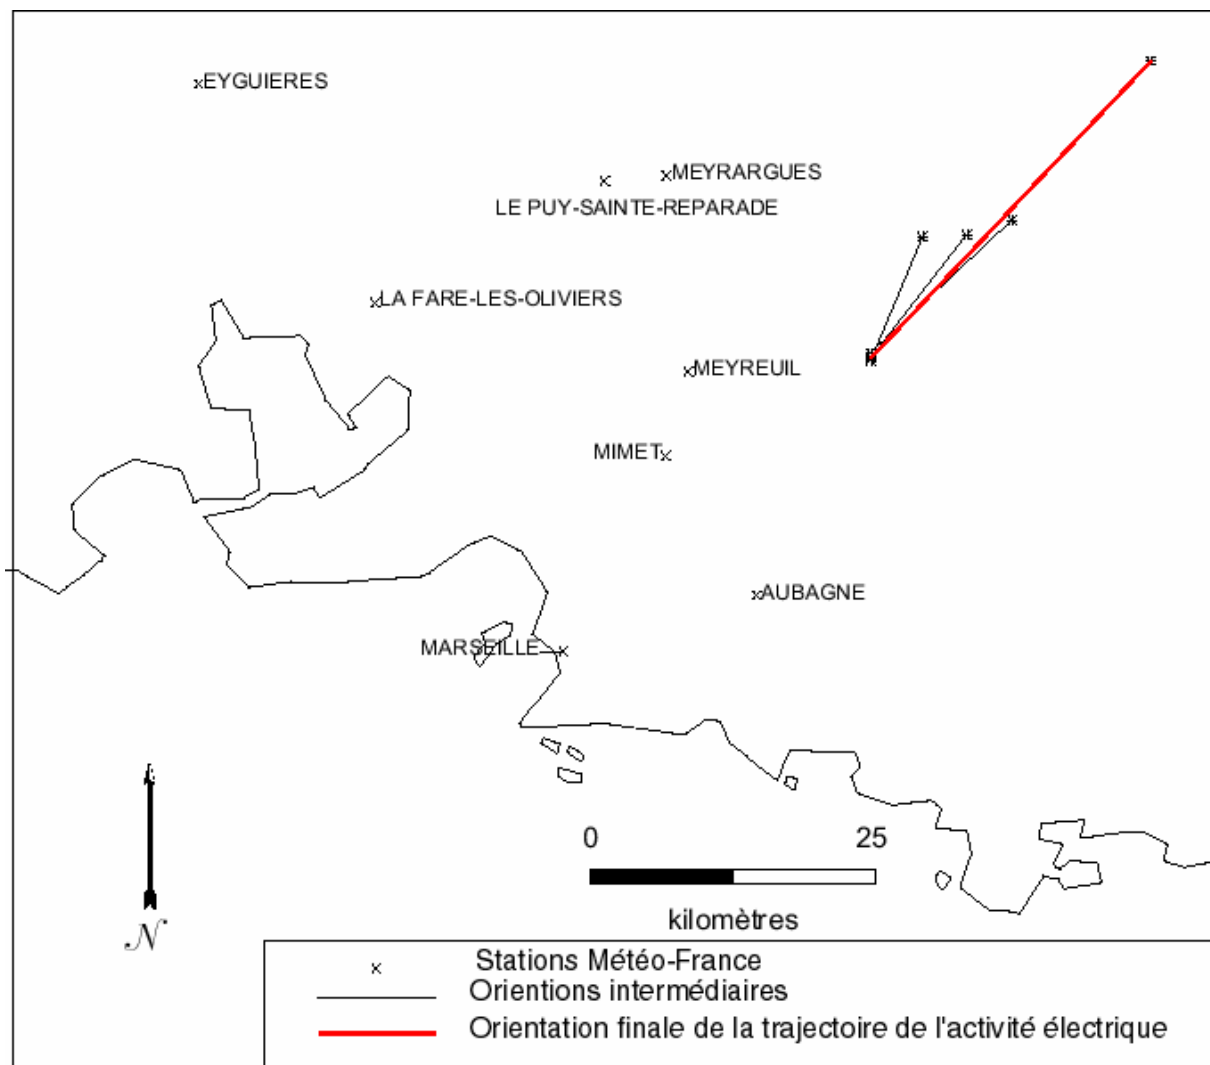 EYGUIERES
MEYRARGUES
LE PUY-SAINTE-REPARADE
LA FARE-LES-OLIVIERS
MEYREUIL
MIMET
AUBAGNE
MARSEILLE
0 25
kilomètres
N
Stations Météo-France
Orientions intermédiaires
Orientation finale de la trajectoire de l'activité électrique